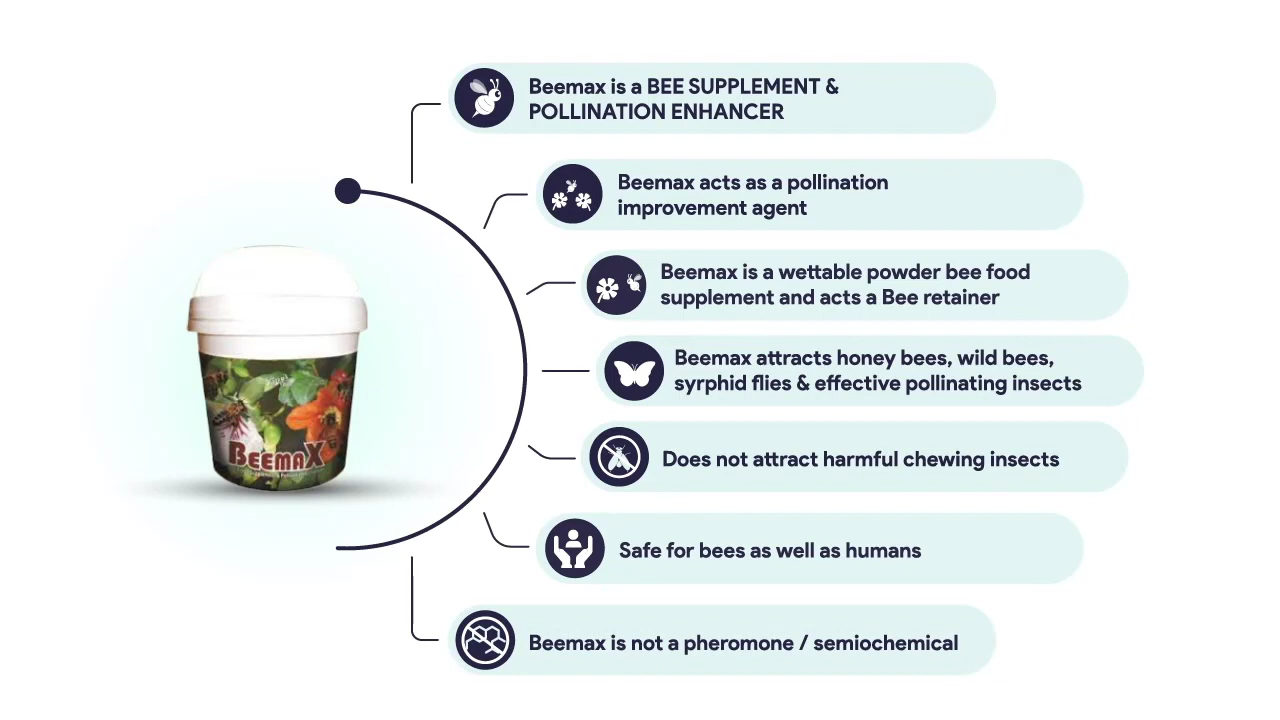 Beemax is a BEE SUPPLEMENT &
POLLINATION ENHANCER
Beemax acts as a pollination
improvement agent
Beemax is a wettable powder bee food
supplement and acts a Bee retainer
Beemax attracts honey bees, wild bees,
syrphid flies & effective pollinating insects
BEEMAX
Does not attract harmful chewing insects
Safe for bees as well as humans
Beemax is not a pheromone / semiochemical